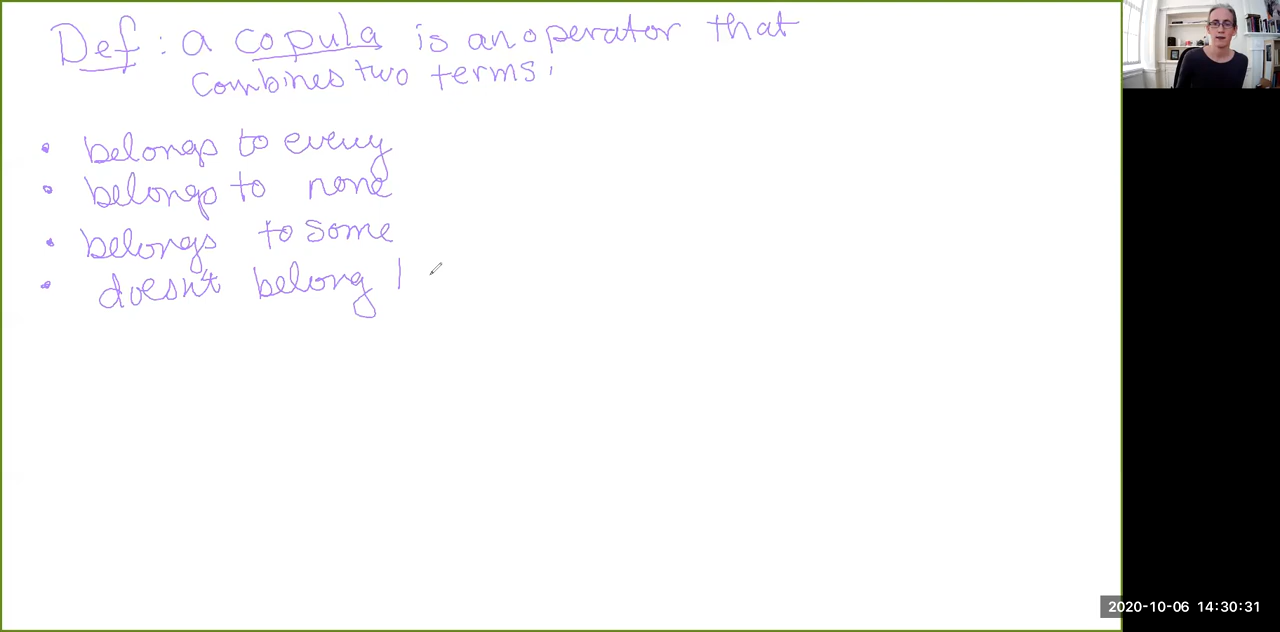 Def: a copula is an operator that
combines two terms.
• belongs to every
• belongs to none
• belongs to some
• doesn't belong
2020-10-06 14:30:31